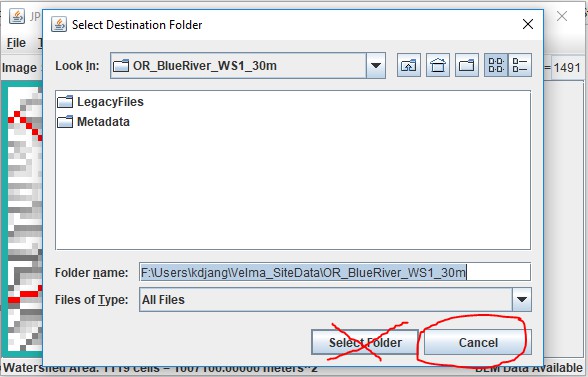 JP
Select Destination Folder
File T
Look In: OR_BlueRiver_WS1_30m
Image
= 1491
LegacyFiles
Metadata
Folder name: F:\Users\kdjang\Velma_SiteData\OR_BlueRiver_WS1_30m
Files of Type: All Files
Select Folder Cancel
Watershed Area: 1119 cells = 1007100.00000 meters^2 DEM Data Available